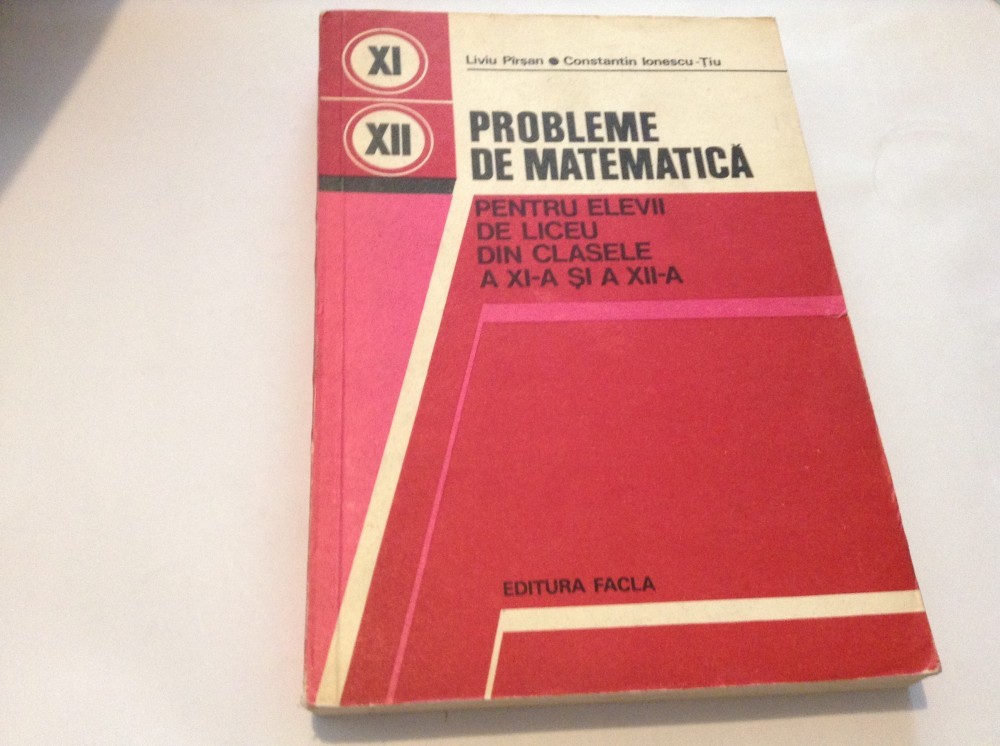 XI
XII
Liviu Pîrşan ● Constantin Ionescu-Ţiu
PROBLEME
DE MATEMATICĂ
PENTRU ELEVII
DE LICEU
DIN CLASELE
A XI-A ŞI A XII-A
EDITURA FACLA